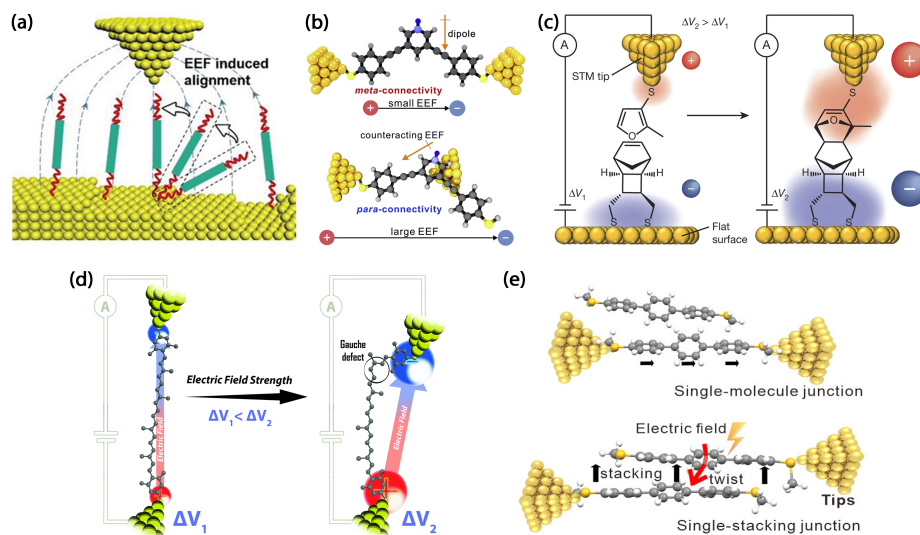 (a)
EEF induced
alignment
(b)
dipole
meta-connectivity
+ small EEF −
counteracting EEF
para-connectivity
+ large EEF −
(c)
ΔV₂ > ΔV₁
A
STM tip
S
+
O
H
H
−
ΔV₁
S
S
Flat
surface
A
S
+
O
H
H
−
ΔV₂
S
S
(d)
A
ΔV₁
Electric Field Strength
ΔV₁ < ΔV₂
A
Gauche
defect
−
Electric Field
+
Electric Field
+
ΔV₂
(e)
Single-molecule junction
Electric field
stacking
twist
Tips
Single-stacking junction